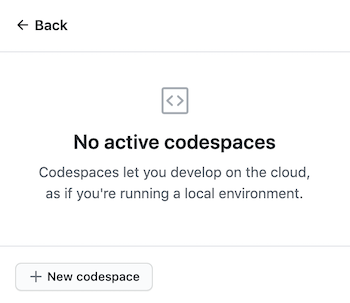 Back
No active codespaces
Codespaces let you develop on the cloud,
as if you're running a local environment.
New codespace